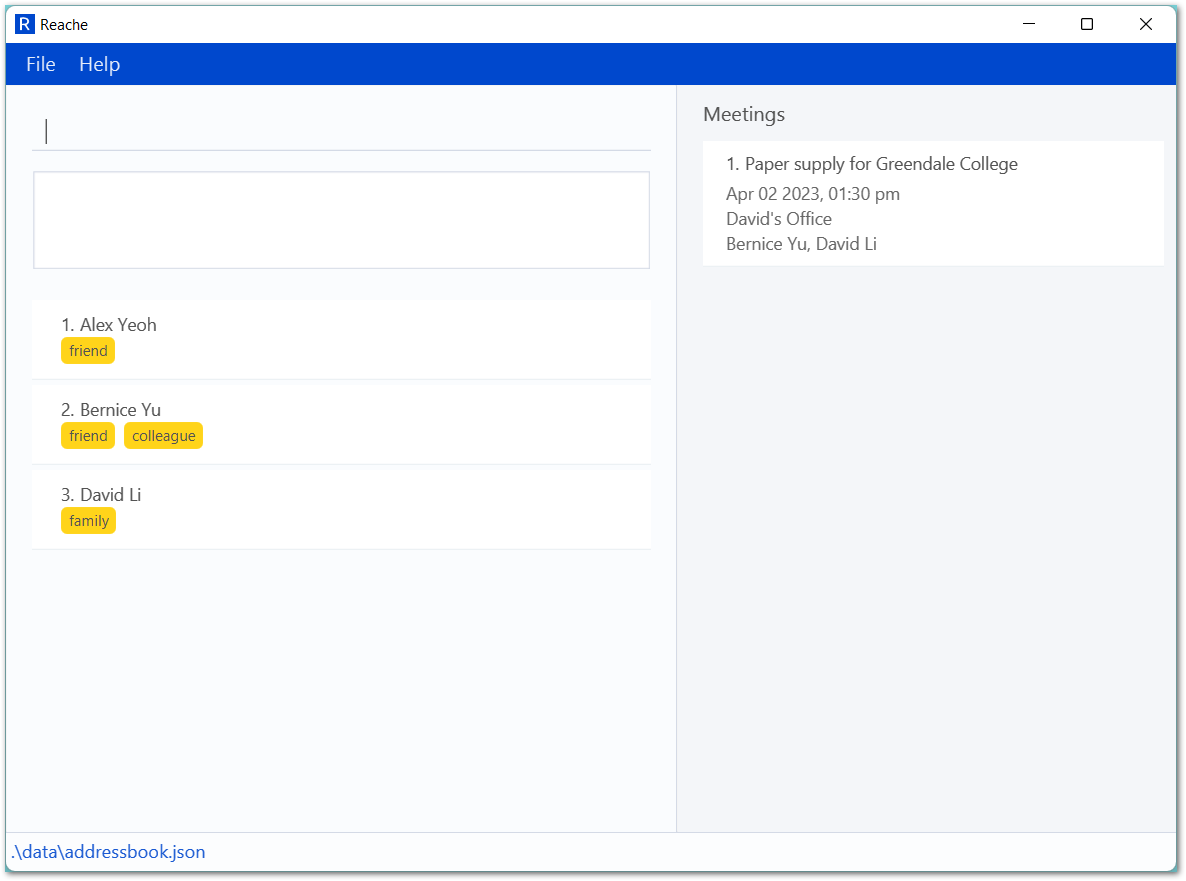 R Reache
File Help
1. Alex Yeoh
friend
2. Bernice Yu
friend colleague
3. David Li
family
Meetings
1. Paper supply for Greendale College
Apr 02 2023, 01:30 pm
David's Office
Bernice Yu, David Li
.\data\addressbook.json